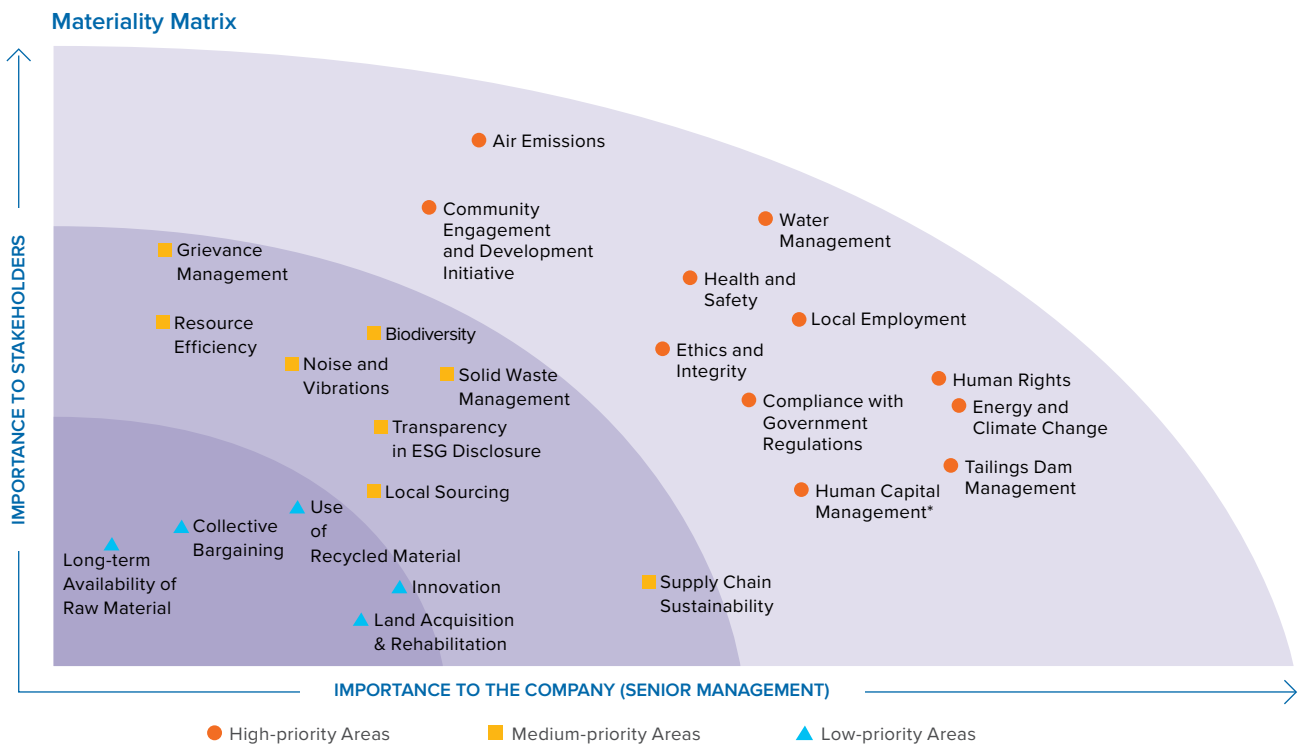 Materiality Matrix
IMPORTANCE TO STAKEHOLDERS
Air Emissions
Community
Engagement
and Development
Initiative
Water
Management
Grievance
Management
Health and
Safety
Resource
Efficiency
Biodiversity
Local Employment
Noise and
Vibrations
Solid Waste
Management
Ethics and
Integrity
Human Rights
Compliance with
Government
Regulations
Energy and
Climate Change
Transparency
in ESG Disclosure
Tailings Dam
Management
Local Sourcing
Human Capital
Management*
Use
of
Recycled Material
Collective
Bargaining
Long-term
Availability of
Raw Material
Innovation
Supply Chain
Sustainability
Land Acquisition
& Rehabilitation
IMPORTANCE TO THE COMPANY (SENIOR MANAGEMENT)
High-priority Areas
Medium-priority Areas
Low-priority Areas